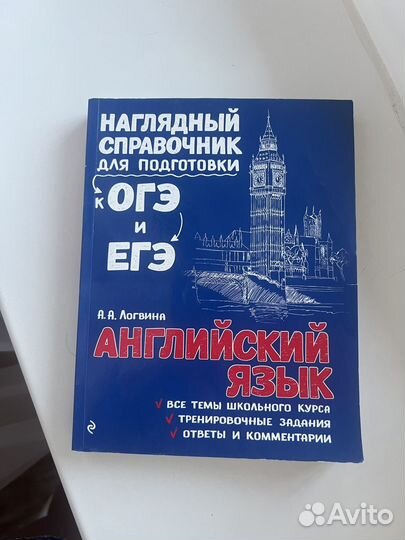 НАГЛЯДНЫЙ
СПРАВОЧНИК
ДЛЯ ПОДГОТОВКИ
К ОГЭ
И
ЕГЭ
А. А. ЛОГВИНА
АНГЛИЙСКИЙ
ЯЗЫК
ВСЕ ТЕМЫ ШКОЛЬНОГО КУРСА
ТРЕНИРОВОЧНЫЕ ЗАДАНИЯ
ОТВЕТЫ И КОММЕНТАРИИ
Avito